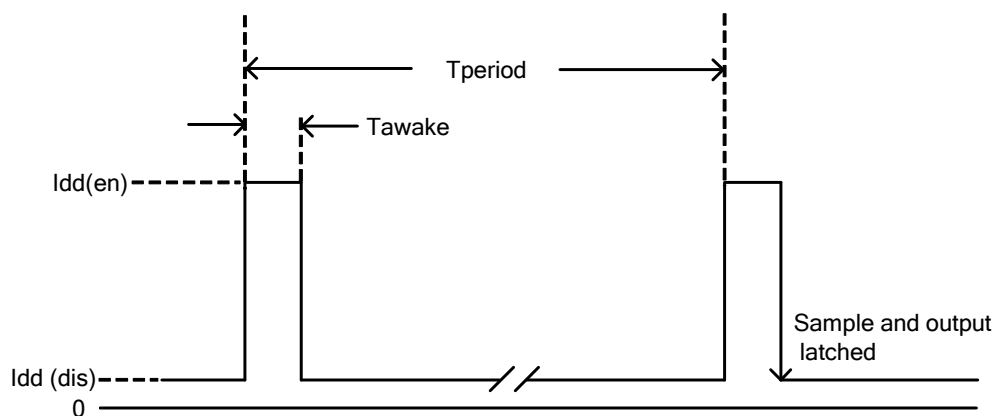 Tperiod
Tawake
Idd(en)
Sample and output
latched
Idd (dis)
0